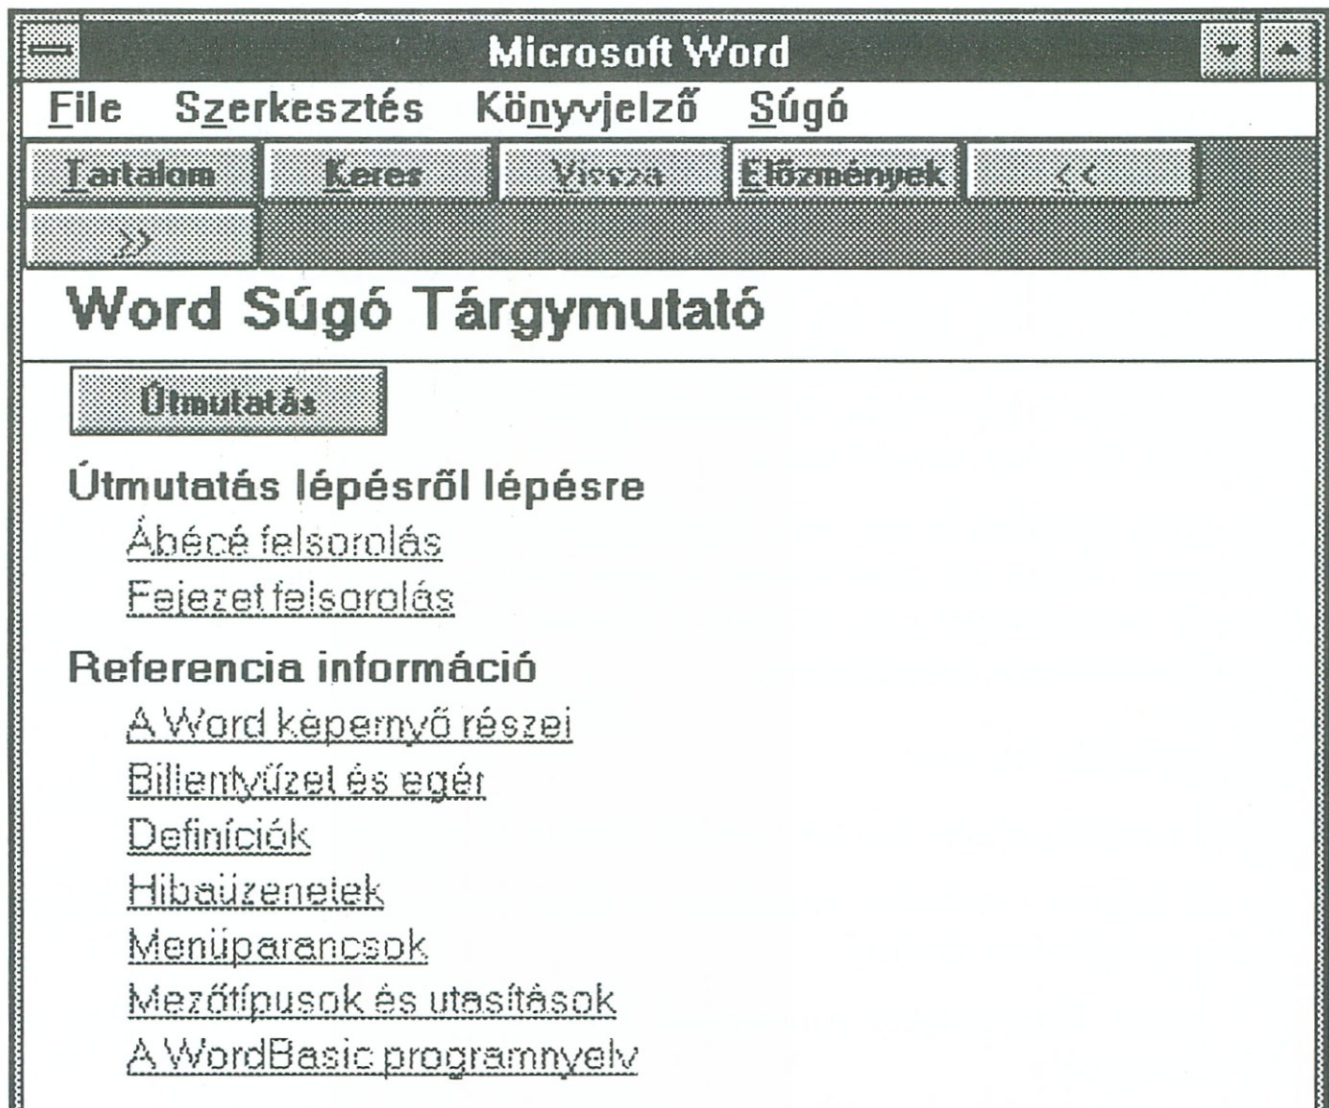 Microsoft Word
File Szerkesztés Könyvjelző Súgó
Tartalom Keres Vissza Előzmények <<
>>
Word Súgó Tárgymutató
Útmutatás
Útmutatás lépésről lépésre
Ábécé felsorolás
Fejezet felsorolás
Referencia információ
A Word képernyő részei
Billentyűzet és egér
Definíciók
Hibaüzenetek
Menüparancsok
Mezőtípusok és utasítások
A WordBasic programnyelv